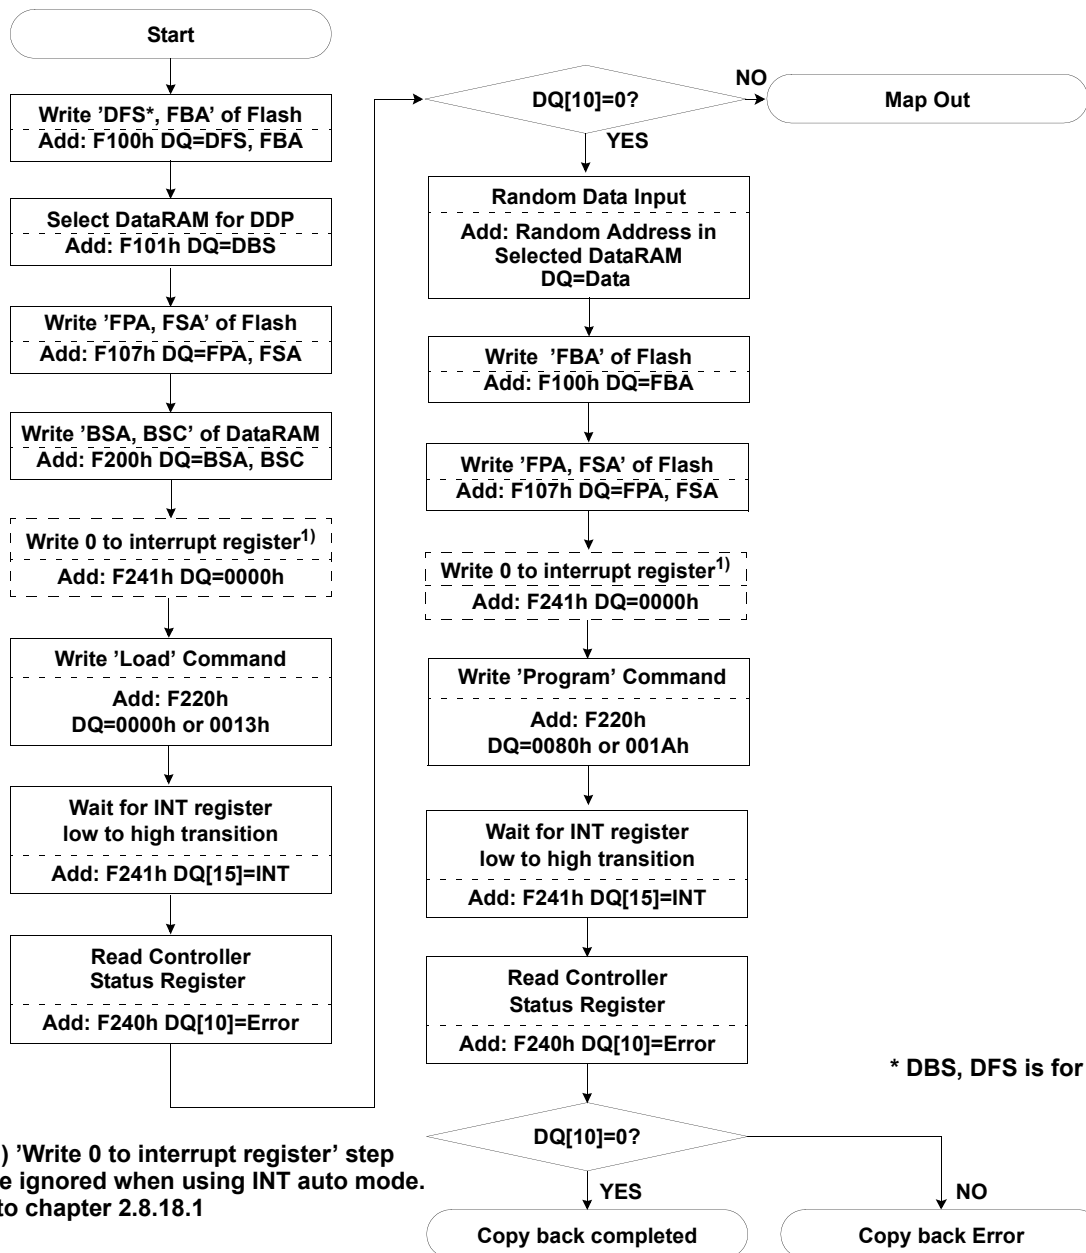 Start
Write 'DFS*, FBA' of Flash
Add: F100h DQ=DFS, FBA
Select DataRAM for DDP
Add: F101h DQ=DBS
Write 'FPA, FSA' of Flash
Add: F107h DQ=FPA, FSA
Write 'BSA, BSC' of DataRAM
Add: F200h DQ=BSA, BSC
Write 0 to interrupt register1)
Add: F241h DQ=0000h
Write 'Load' Command
Add: F220h
DQ=0000h or 0013h
Wait for INT register
low to high transition
Add: F241h DQ[15]=INT
Read Controller
Status Register
Add: F240h DQ[10]=Error
DQ[10]=0?
NO
Map Out
YES
Random Data Input
Add: Random Address in
Selected DataRAM
DQ=Data
Write 'FBA' of Flash
Add: F100h DQ=FBA
Write 'FPA, FSA' of Flash
Add: F107h DQ=FPA, FSA
Write 0 to interrupt register1)
Add: F241h DQ=0000h
Write 'Program' Command
Add: F220h
DQ=0080h or 001Ah
Wait for INT register
low to high transition
Add: F241h DQ[15]=INT
Read Controller
Status Register
Add: F240h DQ[10]=Error
DQ[10]=0?
YES
Copy back completed
NO
Copy back Error
* DBS, DFS is for
) 'Write 0 to interrupt register' step
e ignored when using INT auto mode.
to chapter 2.8.18.1